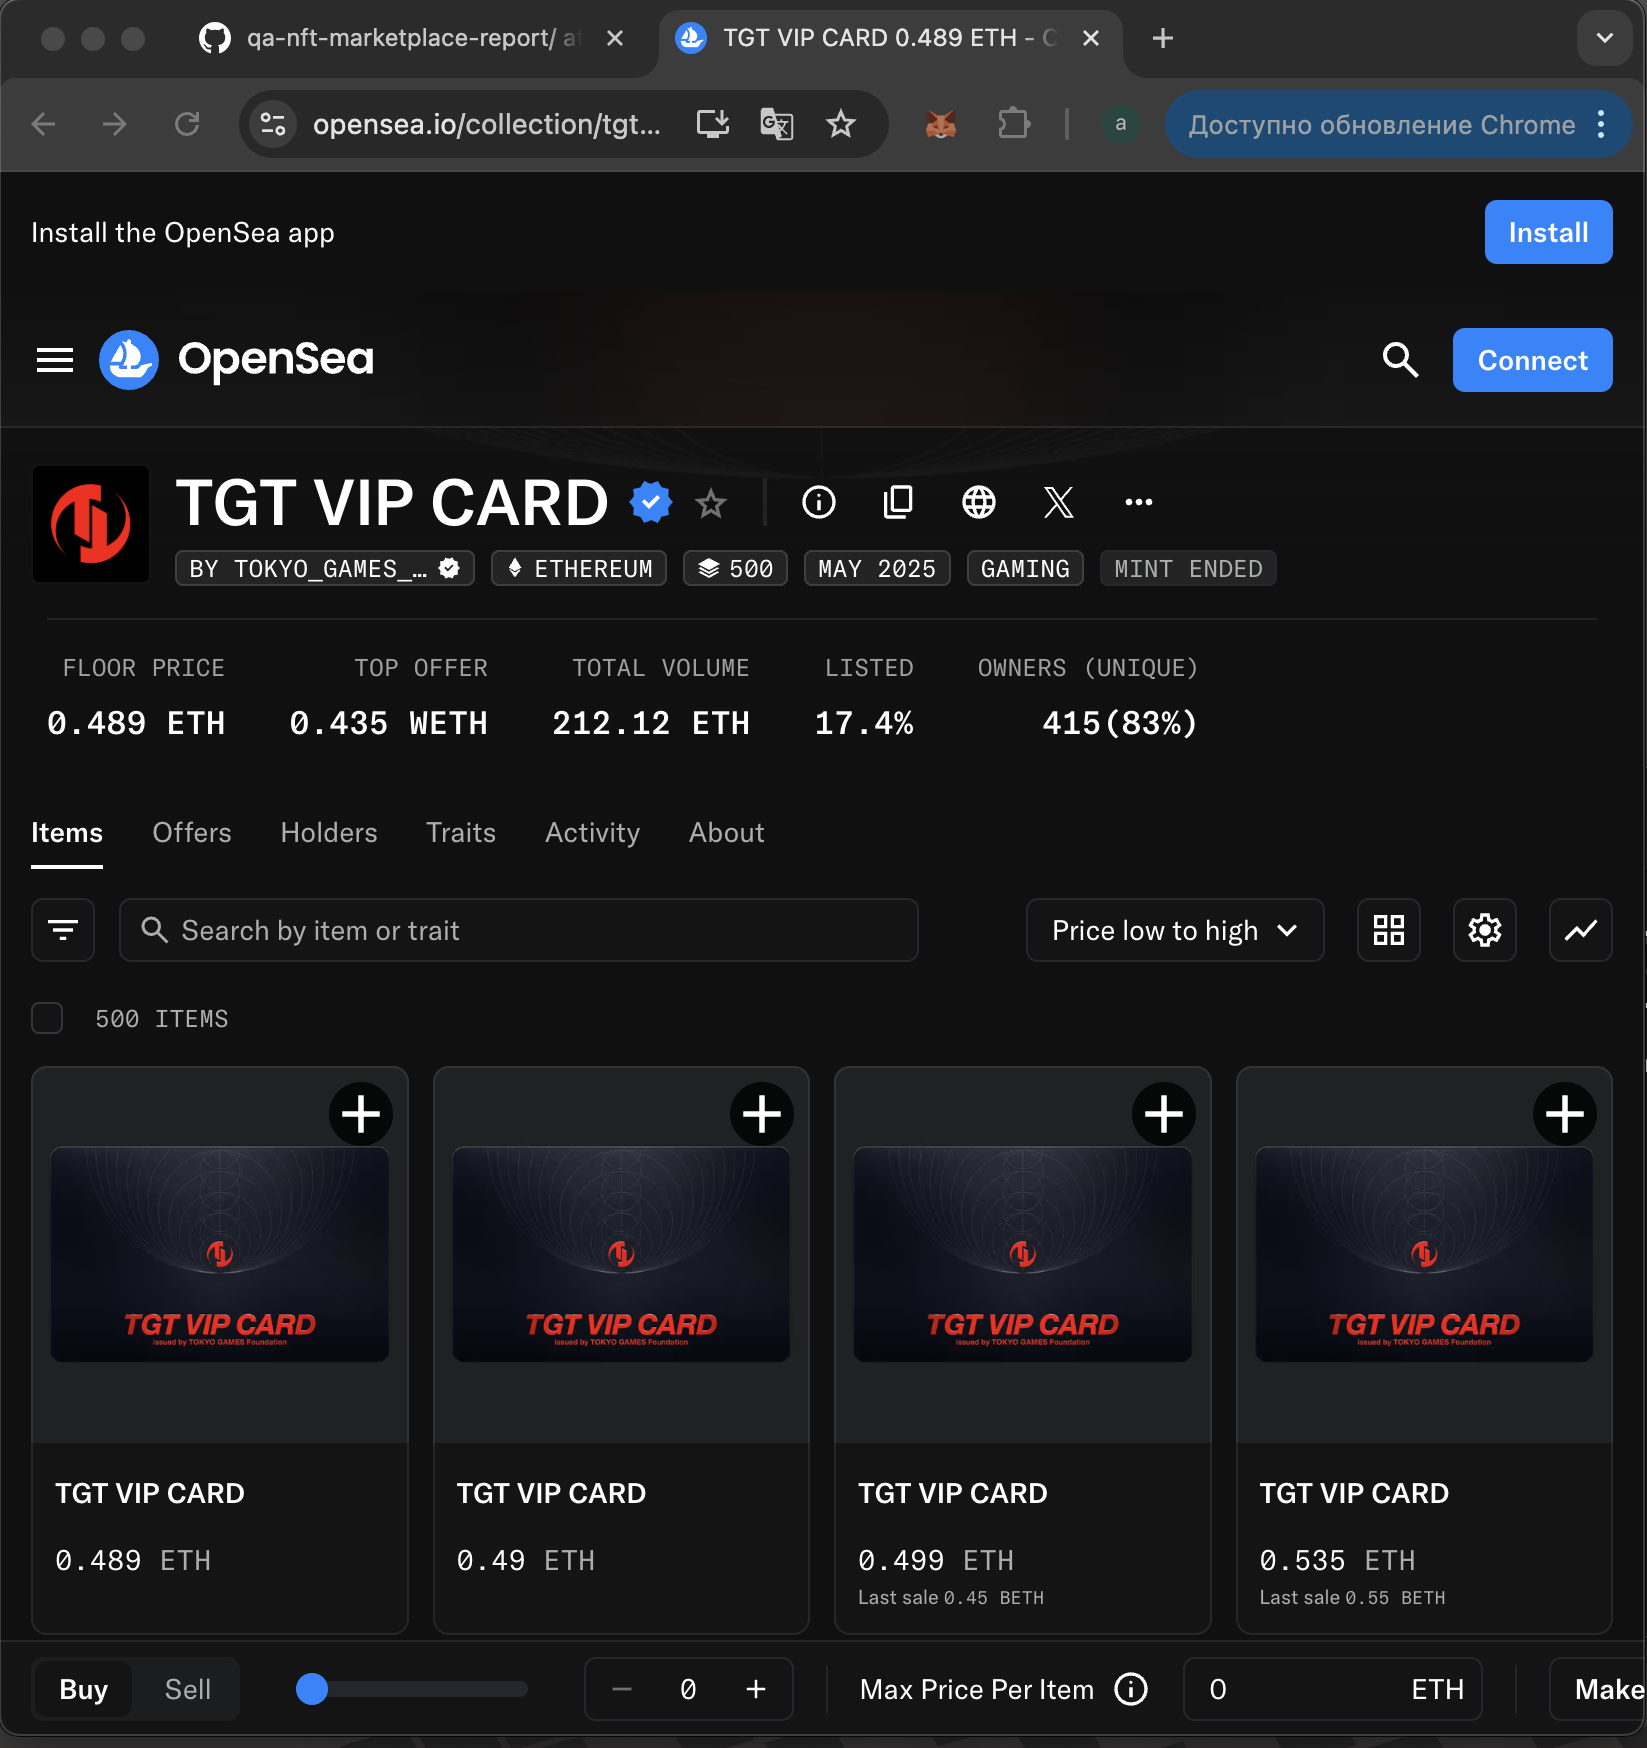 qa-nft-marketplace-report/ at
TGT VIP CARD 0.489 ETH - O
opensea.io/collection/tgt...
a
Доступно обновление Chrome
Install the OpenSea app
Install
OpenSea
Connect
TGT VIP CARD
BY TOKYO_GAMES_…
ETHEREUM
500
MAY 2025
GAMING
MINT ENDED
FLOOR PRICE
TOP OFFER
TOTAL VOLUME
LISTED
OWNERS (UNIQUE)
0.489 ETH
0.435 WETH
212.12 ETH
17.4%
415(83%)
Items
Offers
Holders
Traits
Activity
About
Search by item or trait
Price low to high
500 ITEMS
TGT VIP CARD
issued by TOKYO GAMES Foundation
TGT VIP CARD
issued by TOKYO GAMES Foundation
TGT VIP CARD
issued by TOKYO GAMES Foundation
TGT VIP CARD
issued by TOKYO GAMES Foundation
TGT VIP CARD
TGT VIP CARD
TGT VIP CARD
TGT VIP CARD
0.489 ETH
0.49 ETH
0.499 ETH
0.535 ETH
Last sale 0.45 BETH
Last sale 0.55 BETH
Buy
Sell
0
Max Price Per Item
0
ETH
Make